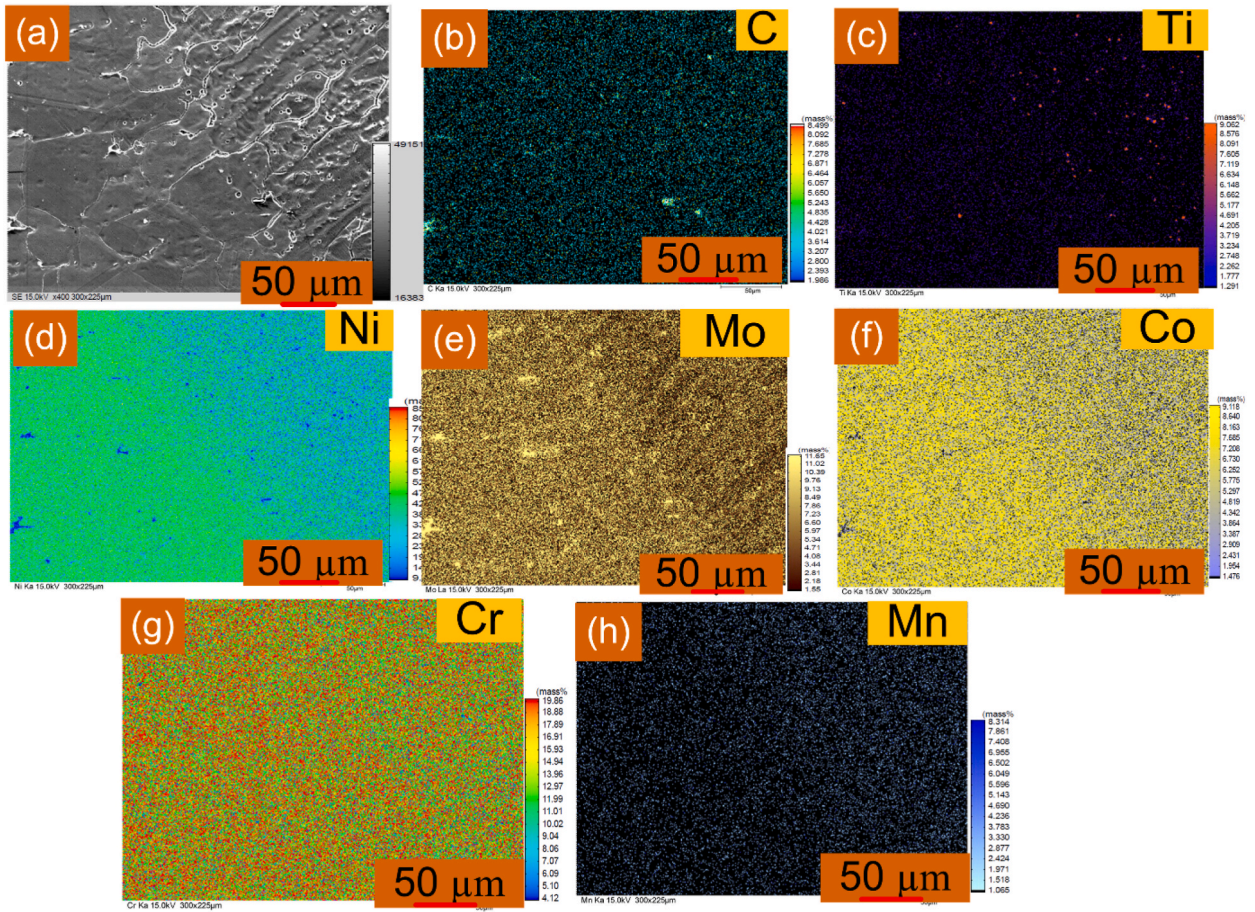 (a)
49151
16383
50 µm
SE 15.0kV x400 300x225µm
(b)
C
(mass%
8.499
8.092
7.685
7.278
6.871
6.464
6.057
5.650
5.243
4.835
4.428
4.021
3.614
3.207
2.800
2.393
1.986
50 µm
C Ka 15.0kV 300x225µm
50µm
(c)
Ti
(mass%
9.062
8.576
8.091
7.605
7.119
6.634
6.148
5.662
5.177
4.691
4.205
3.719
3.234
2.748
2.262
1.777
1.291
50 µm
Ti Ka 15.0kV 300x225µm
50µm
(d)
Ni
50 µm
Ni Ka 15.0kV 300x225µm
50µm
(e)
Mo
(mass%
11.65
11.02
10.39
9.76
9.13
8.49
7.86
7.23
6.60
5.97
5.34
4.71
4.08
3.44
2.81
2.18
1.55
50 µm
Mo La 15.0kV 300x225µm
(f)
Co
(mass%
9.118
8.640
8.163
7.685
7.208
6.730
6.252
5.775
5.297
4.819
4.342
3.864
3.387
2.909
2.431
1.954
1.476
50 µm
Co Ka 15.0kV 300x225µm
(g)
Cr
(mass%
19.86
18.88
17.89
16.91
15.93
14.94
13.96
12.97
11.99
11.01
10.02
9.04
8.06
7.07
6.09
5.10
4.12
50 µm
Cr Ka 15.0kV 300x225µm
(h)
Mn
(mass%
8.314
7.861
7.408
6.955
6.502
6.049
5.596
5.143
4.690
4.236
3.783
3.330
2.877
2.424
1.971
1.518
1.065
50 µm
Mn Ka 15.0kV 300x225µm